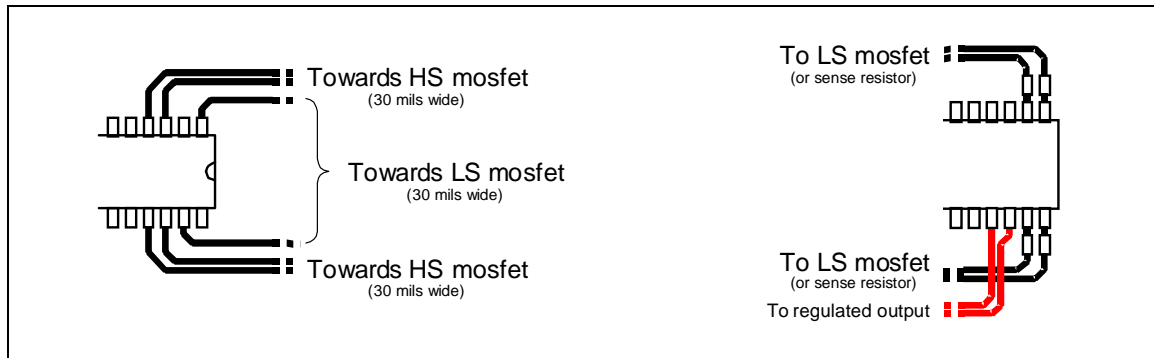 Towards HS mosfet
(30 mils wide)
Towards LS mosfet
(30 mils wide)
Towards HS mosfet
(30 mils wide)
To LS mosfet
(or sense resistor)
To LS mosfet
(or sense resistor)
To regulated output